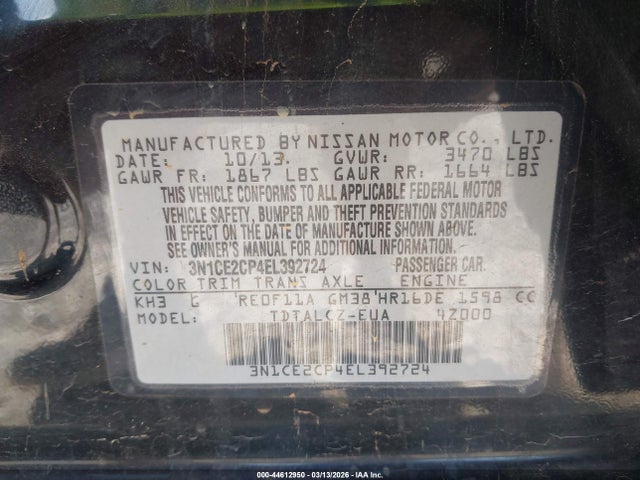 MANUFACTURED BY NISSAN MOTOR CO., LTD.
DATE: 10/13. GVWR: 3470 LBS
GAWR FR: 1867 LBS GAWR RR: 1664 LBS
THIS VEHICLE CONFORMS TO ALL APPLICABLE FEDERAL MOTOR
VEHICLE SAFETY, BUMPER AND THEFT PREVENTION STANDARDS
IN EFFECT ON THE DATE OF MANUFACTURE SHOWN ABOVE.
SEE OWNER'S MANUAL FOR ADDITIONAL INFORMATION.
VIN: 3N1CE2CP4EL392724 PASSENGER CAR.
COLOR TRIM TRANS AXLE ENGINE
KH3 G RE0F11A GM38 HR16DE 1598 CC
MODEL: TDTALCZ-EUA 4Z000
3N1CE2CP4EL392724
000-44612950 - 03/13/2026 - IAA Inc.